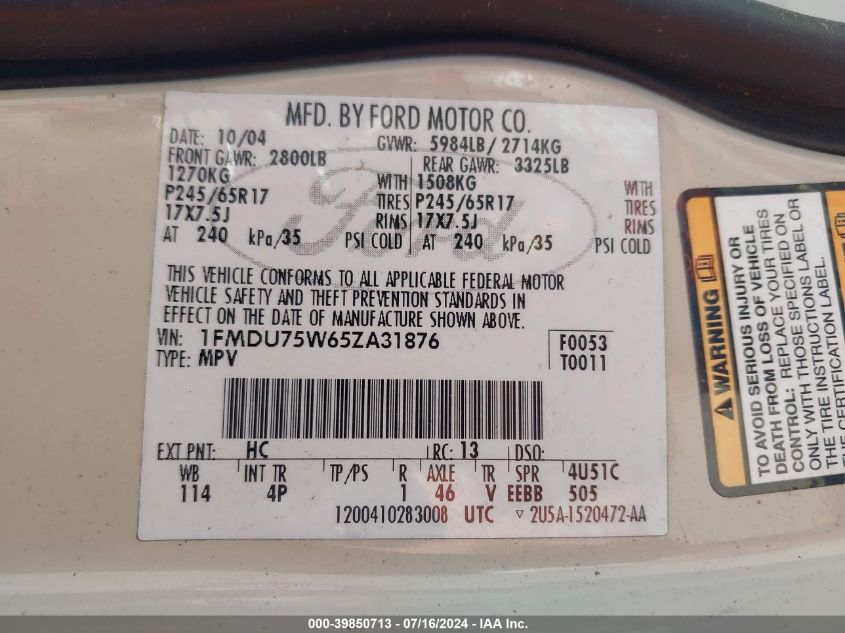 MFD. BY FORD MOTOR CO.
DATE: 10/04 GVWR: 5984LB/ 2714KG
FRONT GAWR: 2800LB REAR GAWR: 3325LB
1270KG WITH 1508KG WITH
P245/65R17 TIRES P245/65R17 TIRES
17X7.5J RIMS 17X7.5J RIMS
AT 240 kPa/35 PSI COLD AT 240 kPa/35 PSI COLD
Ford
THIS VEHICLE CONFORMS TO ALL APPLICABLE FEDERAL MOTOR
VEHICLE SAFETY AND THEFT PREVENTION STANDARDS IN
EFFECT ON THE DATE OF MANUFACTURE SHOWN ABOVE.
VIN: 1FMDU75W65ZA31876 F0053
TYPE: MPV T0011
EXT PNT: HC RC: 13 DSO:
WB INT TR TP/PS R AXLE TR SPR 4U51C
114 4P 1 46 V EEBB 505
1200410283008 UTC ▿ 2U5A-1520472-AA
WARNING
TO AVOID SERIOUS INJURY OR
DEATH FROM LOSS OF VEHICLE
CONTROL: REPLACE YOUR TIRES
ONLY WITH THOSE SPECIFIED ON
THE TIRE INSTRUCTIONS LABEL OR
CERTIFICATION LABEL.
000-39850713 - 07/16/2024 - IAA Inc.